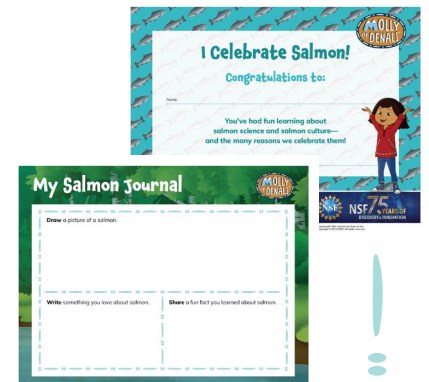 MOLLY
OF DENALI
I Celebrate Salmon!
Congratulations to:
Name
You've had fun learning about
salmon science and salmon culture—
and the many reasons we celebrate them!
NSF
NSF 75 YEARS OF
DISCOVERY & INNOVATION
My Salmon Journal
MOLLY
OF DENALI
Draw a picture of a salmon.
Write something you love about salmon.
Share a fun fact you learned about salmon.